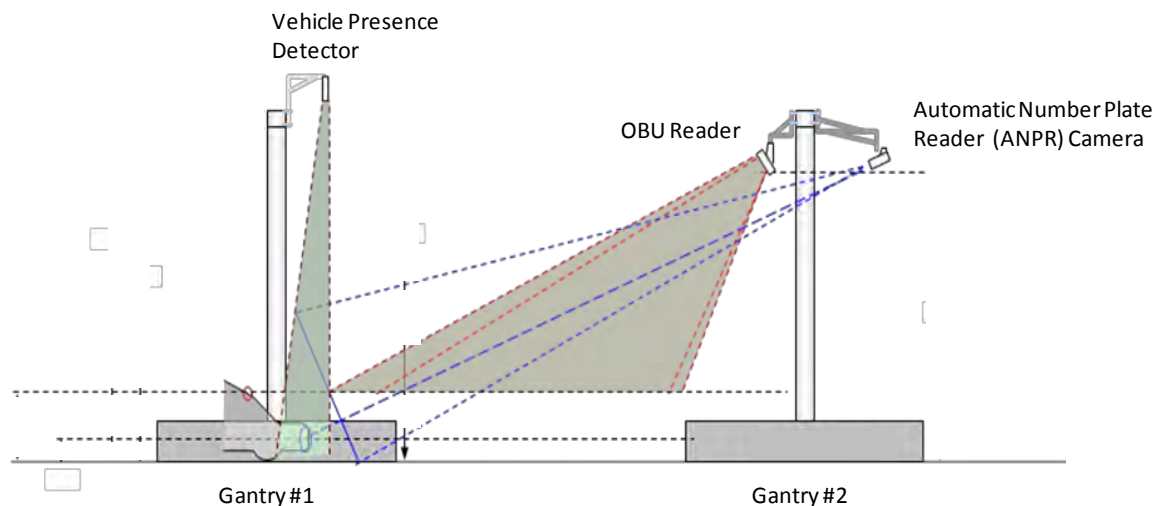 Vehicle Presence
Detector
OBU Reader
Automatic Number Plate
Reader (ANPR) Camera
Gantry #1
Gantry #2